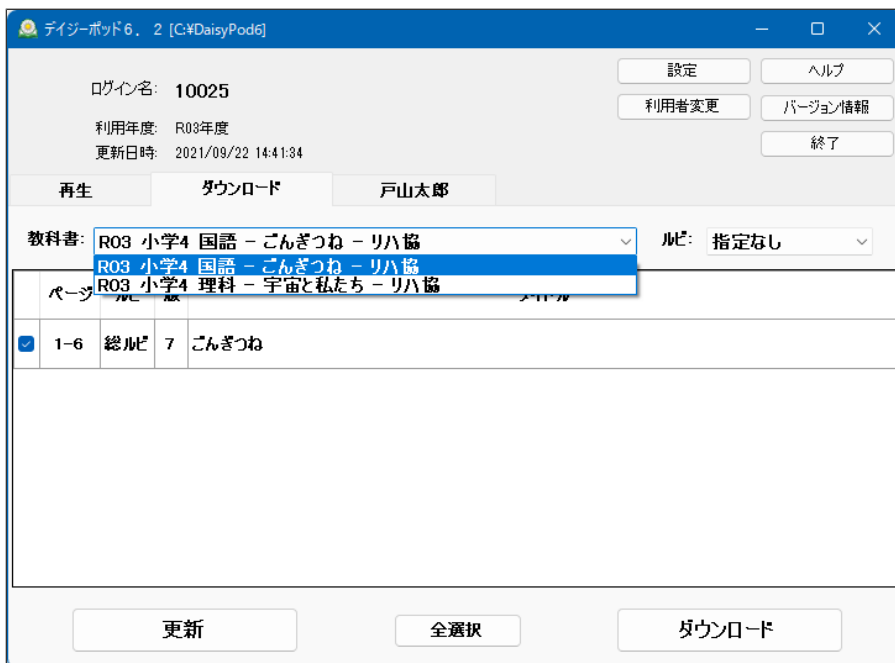 デイジーポッド6．2 [C:¥DaisyPod6]
設定
ヘルプ
ログイン名: 10025
利用者変更
バージョン情報
利用年度: R03年度
更新日時: 2021/09/22 14:41:34
終了
再生
ダウンロード
戸山太郎
教科書: R03 小学4 国語 - ごんぎつね - リハ協
ルビ: 指定なし
R03 小学4 国語 - ごんぎつね - リハ協
R03 小学4 理科 - 宇宙と私たち - リハ協
ページ
1-6 総ルビ 7 ごんぎつね
更新
全選択
ダウンロード